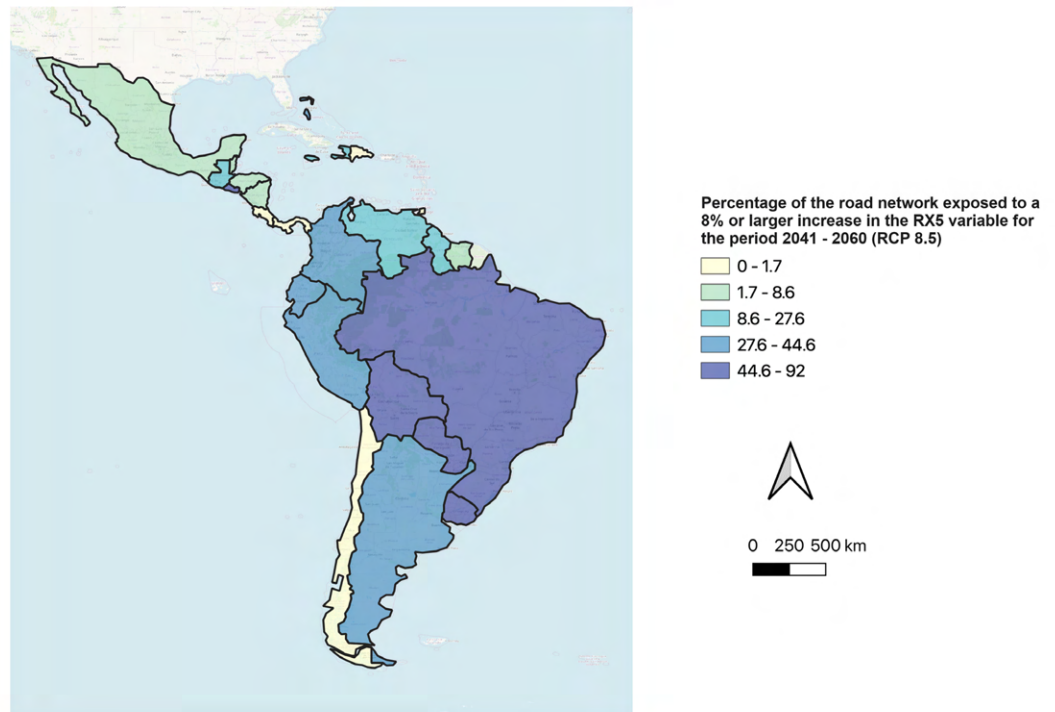 Percentage of the road network exposed to a
8% or larger increase in the RX5 variable for
the period 2041 - 2060 (RCP 8.5)
0 - 1.7
1.7 - 8.6
8.6 - 27.6
27.6 - 44.6
44.6 - 92
0 250 500 km